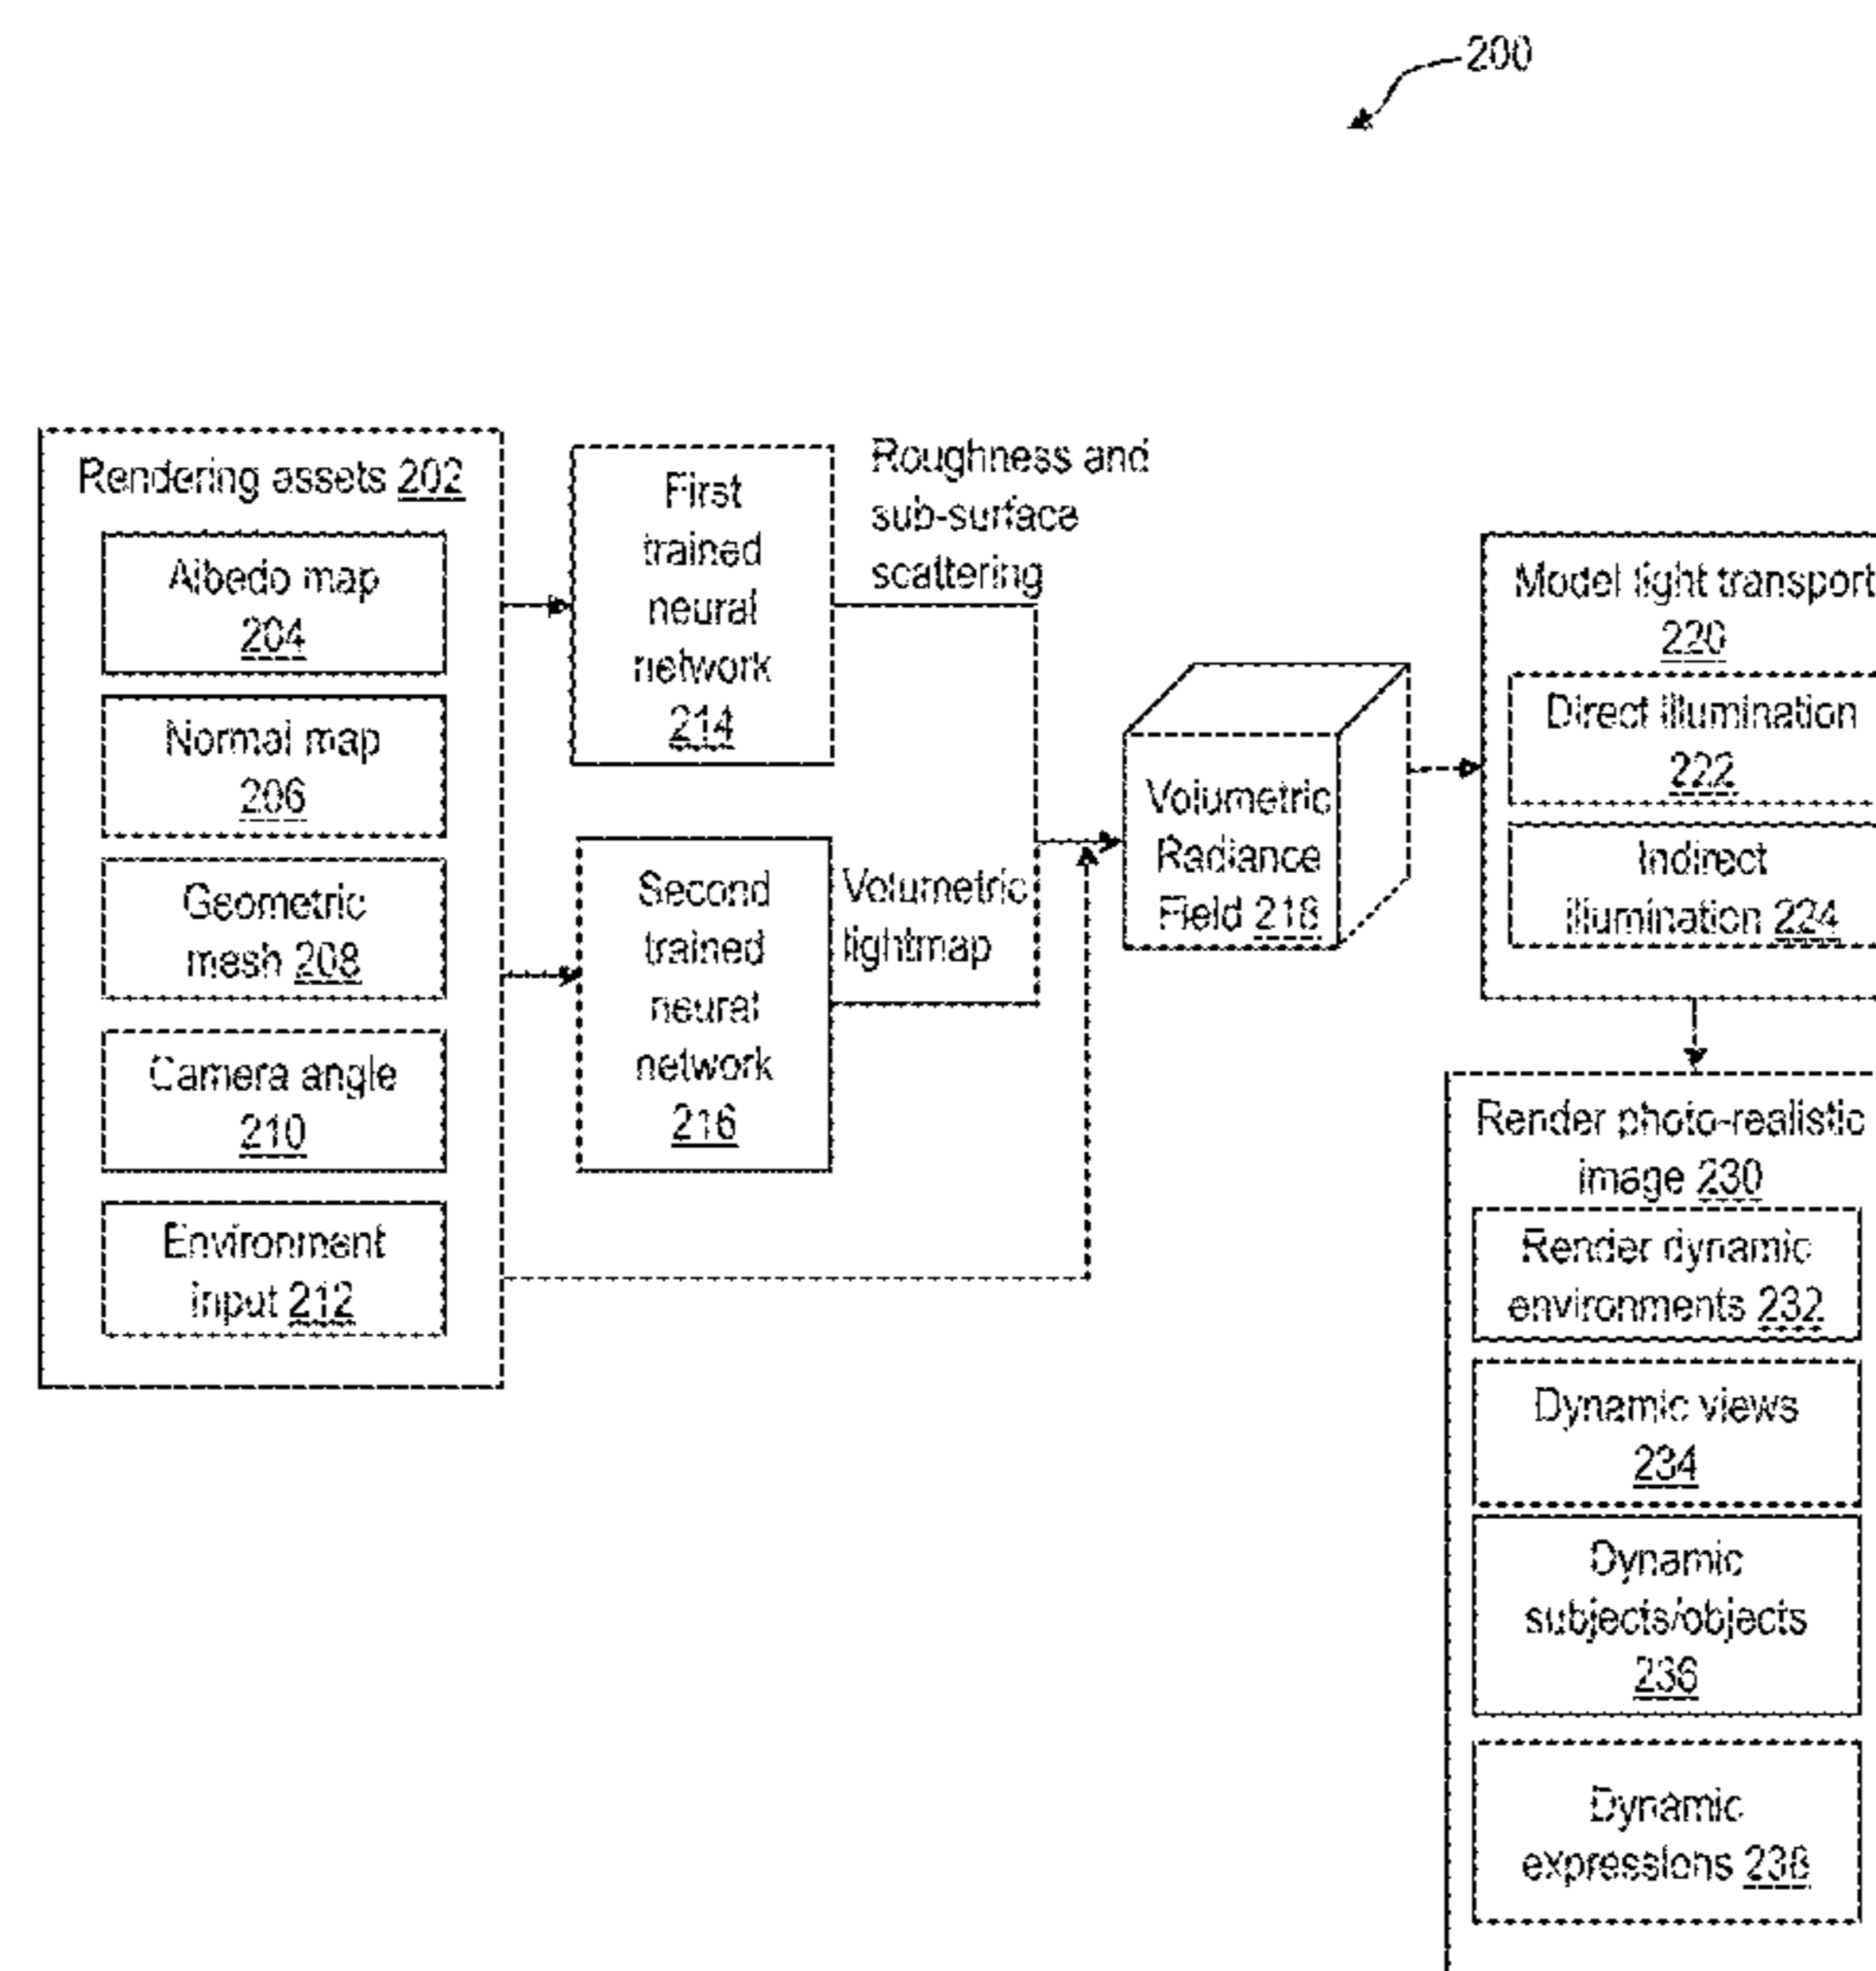 200
Rendering assets 202
Albedo map
204
Normal map
206
Geometric
mesh 208
Camera angle
210
Environment
input 212
First
trained
neural
network
214
Roughness and
sub-surface
scattering
Second
trained
neural
network
216
Volumetric
lightmap
Volumetric
Radiance
Field 218
Model light transport
220
Direct illumination
222
Indirect
illumination 224
Render photo-realistic
image 230
Render dynamic
environments 232
Dynamic views
234
Dynamic
subjects/objects
236
Dynamic
expressions 238